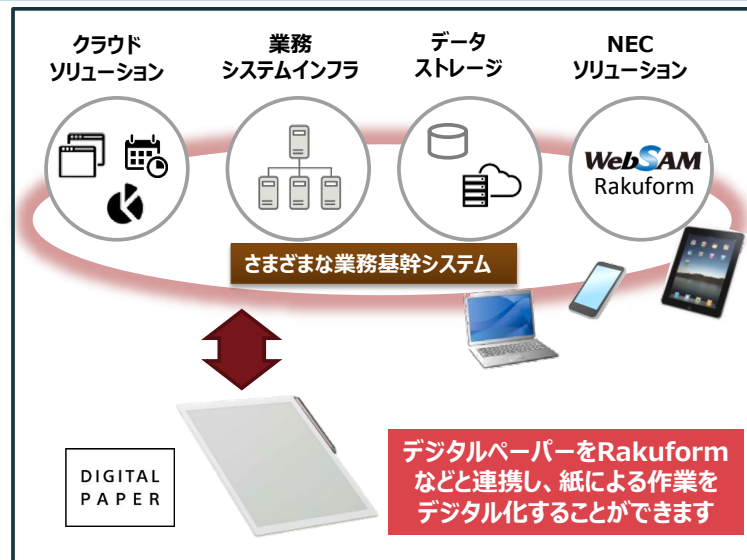 クラウド
ソリューション
業務
システムインフラ
データ
ストレージ
NEC
ソリューション
WebSAM
Rakuform
さまざまな業務基幹システム
DIGITAL
PAPER
デジタルペーパーをRakuform
などと連携し、紙による作業を
デジタル化することができます